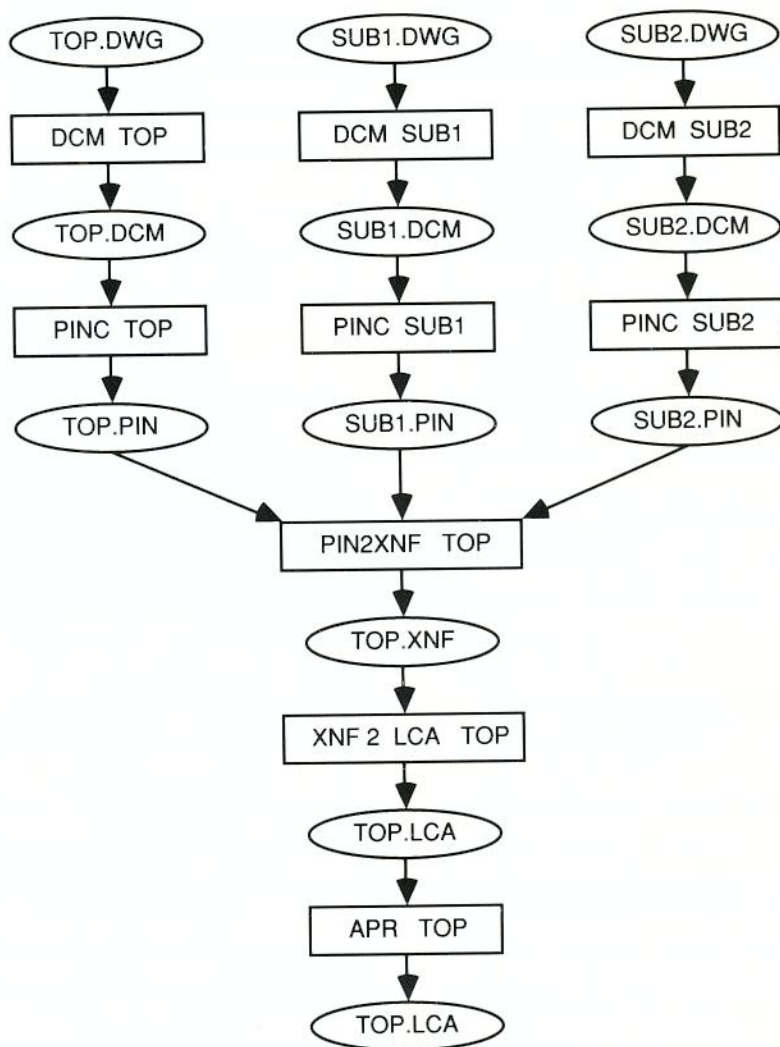 TOP.DWG
SUB1.DWG
SUB2.DWG
DCM TOP
DCM SUB1
DCM SUB2
TOP.DCM
SUB1.DCM
SUB2.DCM
PINC TOP
PINC SUB1
PINC SUB2
TOP.PIN
SUB1.PIN
SUB2.PIN
PIN2XNF TOP
TOP.XNF
XNF 2 LCA TOP
TOP.LCA
APR TOP
TOP.LCA